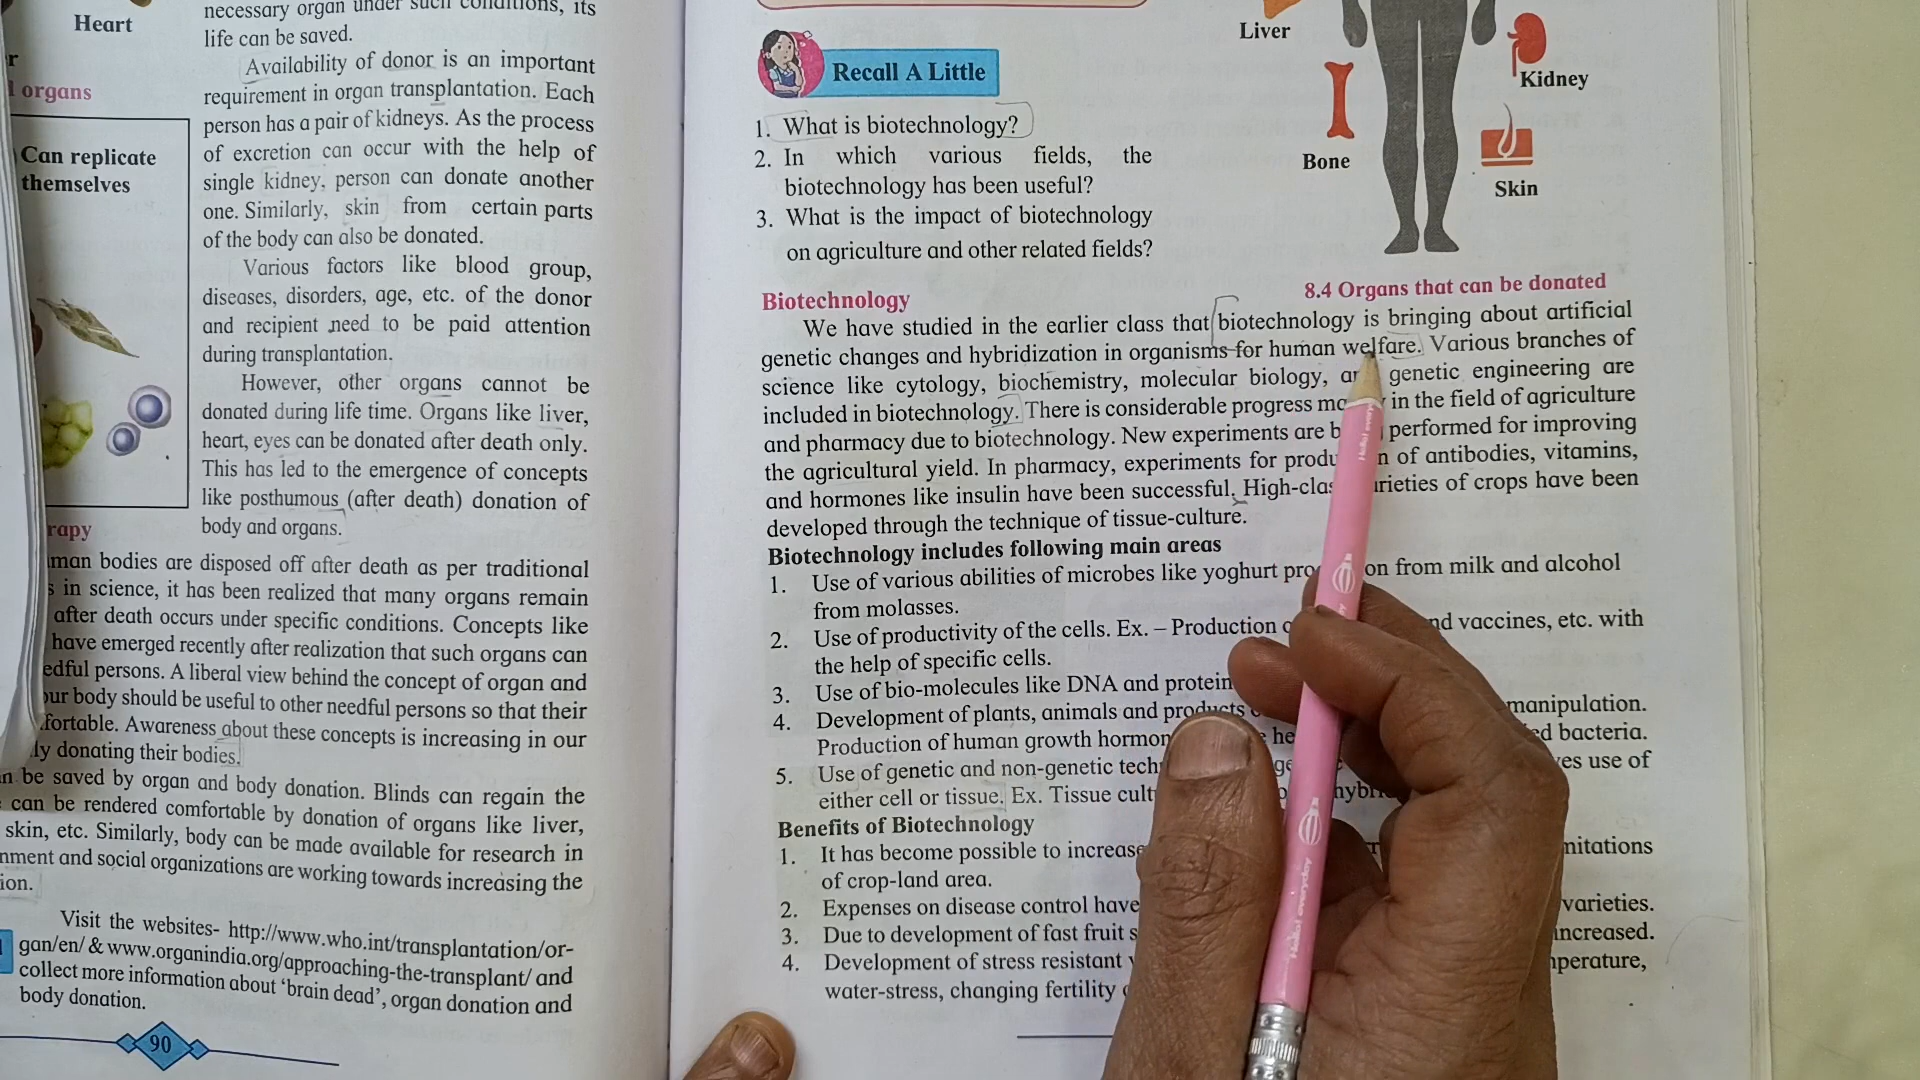 Heart
r
l organs
Can replicate
themselves
rapy
necessary organ under such conditions, its
life can be saved.
Availability of donor is an important
requirement in organ transplantation. Each
person has a pair of kidneys. As the process
of excretion can occur with the help of
single kidney, person can donate another
one. Similarly, skin from certain parts
of the body can also be donated.
Various factors like blood group,
diseases, disorders, age, etc. of the donor
and recipient need to be paid attention
during transplantation.
However, other organs cannot be
donated during life time. Organs like liver,
heart, eyes can be donated after death only.
This has led to the emergence of concepts
like posthumous (after death) donation of
body and organs.
man bodies are disposed off after death as per traditional
s in science, it has been realized that many organs remain
after death occurs under specific conditions. Concepts like
have emerged recently after realization that such organs can
edful persons. A liberal view behind the concept of organ and
our body should be useful to other needful persons so that their
fortable. Awareness about these concepts is increasing in our
ly donating their bodies.
n be saved by organ and body donation. Blinds can regain the
can be rendered comfortable by donation of organs like liver,
skin, etc. Similarly, body can be made available for research in
nment and social organizations are working towards increasing the
ion.
Visit the websites- http://www.who.int/transplantation/or-
gan/en/ & www.organindia.org/approaching-the-transplant/ and
collect more information about ‘brain dead’, organ donation and
body donation.
90
Recall A Little
1. What is biotechnology?
2. In which various fields, the
biotechnology has been useful?
3. What is the impact of biotechnology
on agriculture and other related fields?
Liver
Kidney
Bone
Skin
8.4 Organs that can be donated
Biotechnology
We have studied in the earlier class that biotechnology is bringing about artificial
genetic changes and hybridization in organisms for human welfare. Various branches of
science like cytology, biochemistry, molecular biology, genetic engineering are
included in biotechnology. There is considerable progress in the field of agriculture
and pharmacy due to biotechnology. New experiments are performed for improving
the agricultural yield. In pharmacy, experiments for of antibodies, vitamins,
and hormones like insulin have been successful. High-class varieties of crops have been
developed through the technique of tissue-culture.
Biotechnology includes following main areas
1. Use of various abilities of microbes like yoghurt production from milk and alcohol
from molasses.
2. Use of productivity of the cells. Ex. – Production and vaccines, etc. with
the help of specific cells.
3. Use of bio-molecules like DNA and protein
4. Development of plants, animals and products manipulation.
Production of human growth hormon bacteria.
5. Use of genetic and non-genetic use of
either cell or tissue. Ex. Tissue
Benefits of Biotechnology
1. It has become possible to increase mitations
of crop-land area.
2. Expenses on disease control have varieties.
3. Due to development of fast fruit increased.
4. Development of stress resistant perature,
water-stress, changing fertility
Hello! everyday